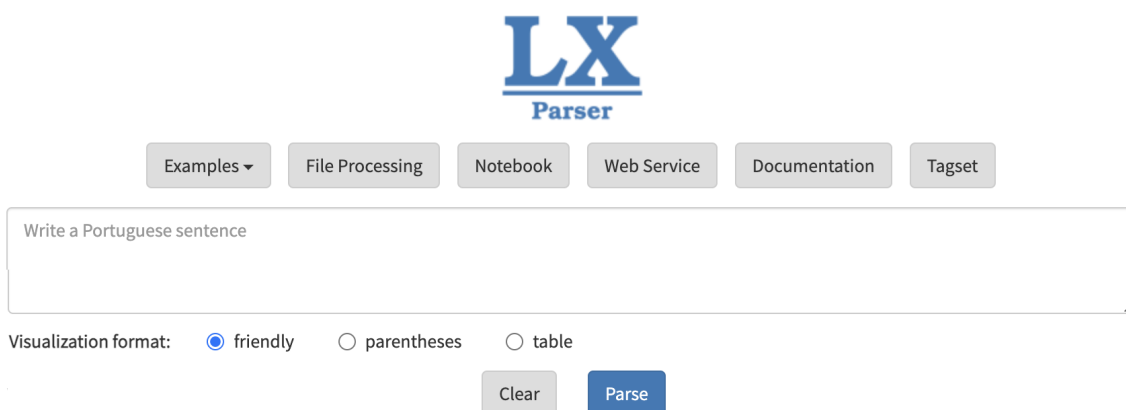 LX
Parser
Examples File Processing Notebook Web Service Documentation Tagset
Write a Portuguese sentence
Visualization format: friendly parentheses table
Clear Parse